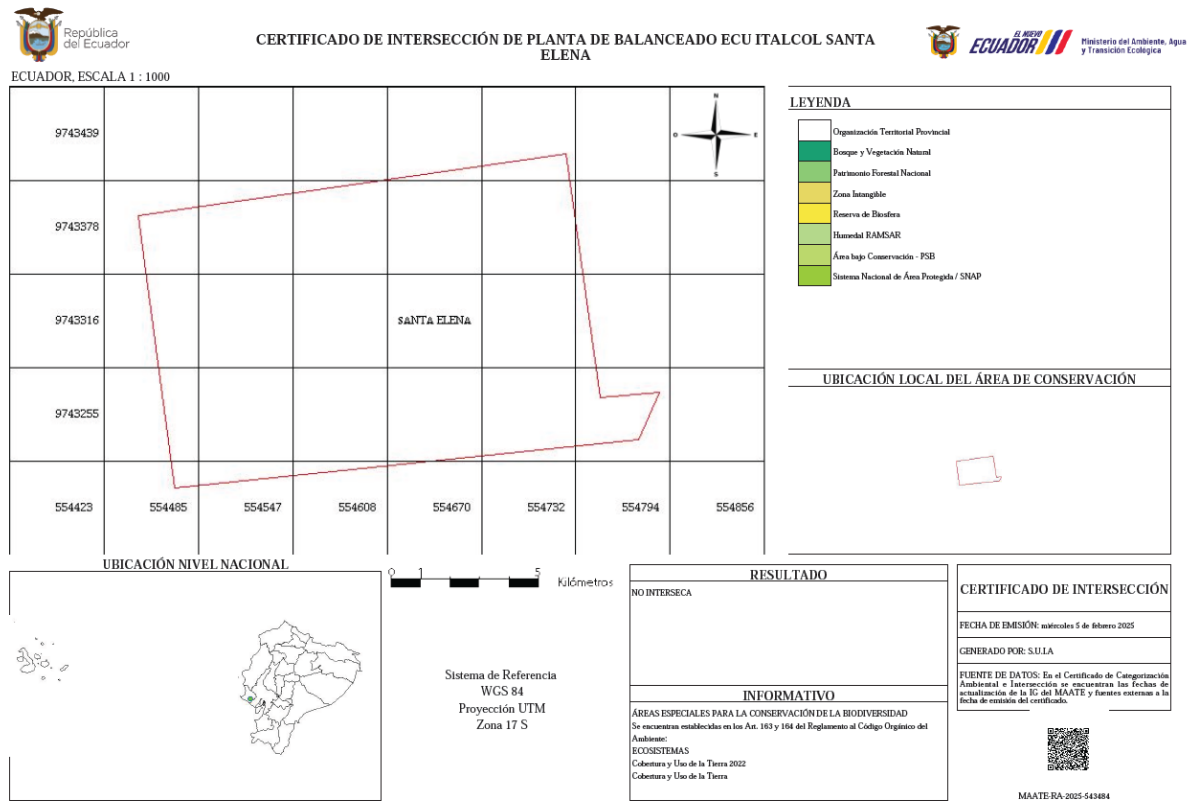 República
del Ecuador
CERTIFICADO DE INTERSECCIÓN DE PLANTA DE BALANCEADO ECU ITALCOL SANTA
ELENA
EL NUEVO
ECUADOR
Ministerio del Ambiente, Agua
y Transición Ecológica
ECUADOR, ESCALA 1 : 1000
N
O
E
S
9743439
9743378
9743316
9743255
SANTA ELENA
554423
554485
554547
554608
554670
554732
554794
554856
LEYENDA
Organización Territorial Provincial
Bosque y Vegetación Natural
Patrimonio Forestal Nacional
Zona Intangible
Reserva de Biosfera
Humedal RAMSAR
Área bajo Conservación - PSB
Sistema Nacional de Área Protegida / SNAP
UBICACIÓN LOCAL DEL ÁREA DE CONSERVACIÓN
UBICACIÓN NIVEL NACIONAL
0 1 5
Kilómetros
Sistema de Referencia
WGS 84
Proyección UTM
Zona 17 S
RESULTADO
NO INTERSECA
INFORMATIVO
ÁREAS ESPECIALES PARA LA CONSERVACIÓN DE LA BIODIVERSIDAD
Se encuentran establecidas en los Art. 163 y 164 del Reglamento al Código Orgánico del
Ambiente:
ECOSISTEMAS
Cobertura y Uso de la Tierra 2022
Cobertura y Uso de la Tierra
CERTIFICADO DE INTERSECCIÓN
FECHA DE EMISIÓN: miércoles 5 de febrero 2025
GENERADO POR: S.U.I.A
FUENTE DE DATOS: En el Certificado de Categorización
Ambiental e Intersección se encuentran las fechas de
actualización de la IG del MAATE y fuentes externas a la
fecha de emisión del certificado.
MAATE-RA-2025-543484